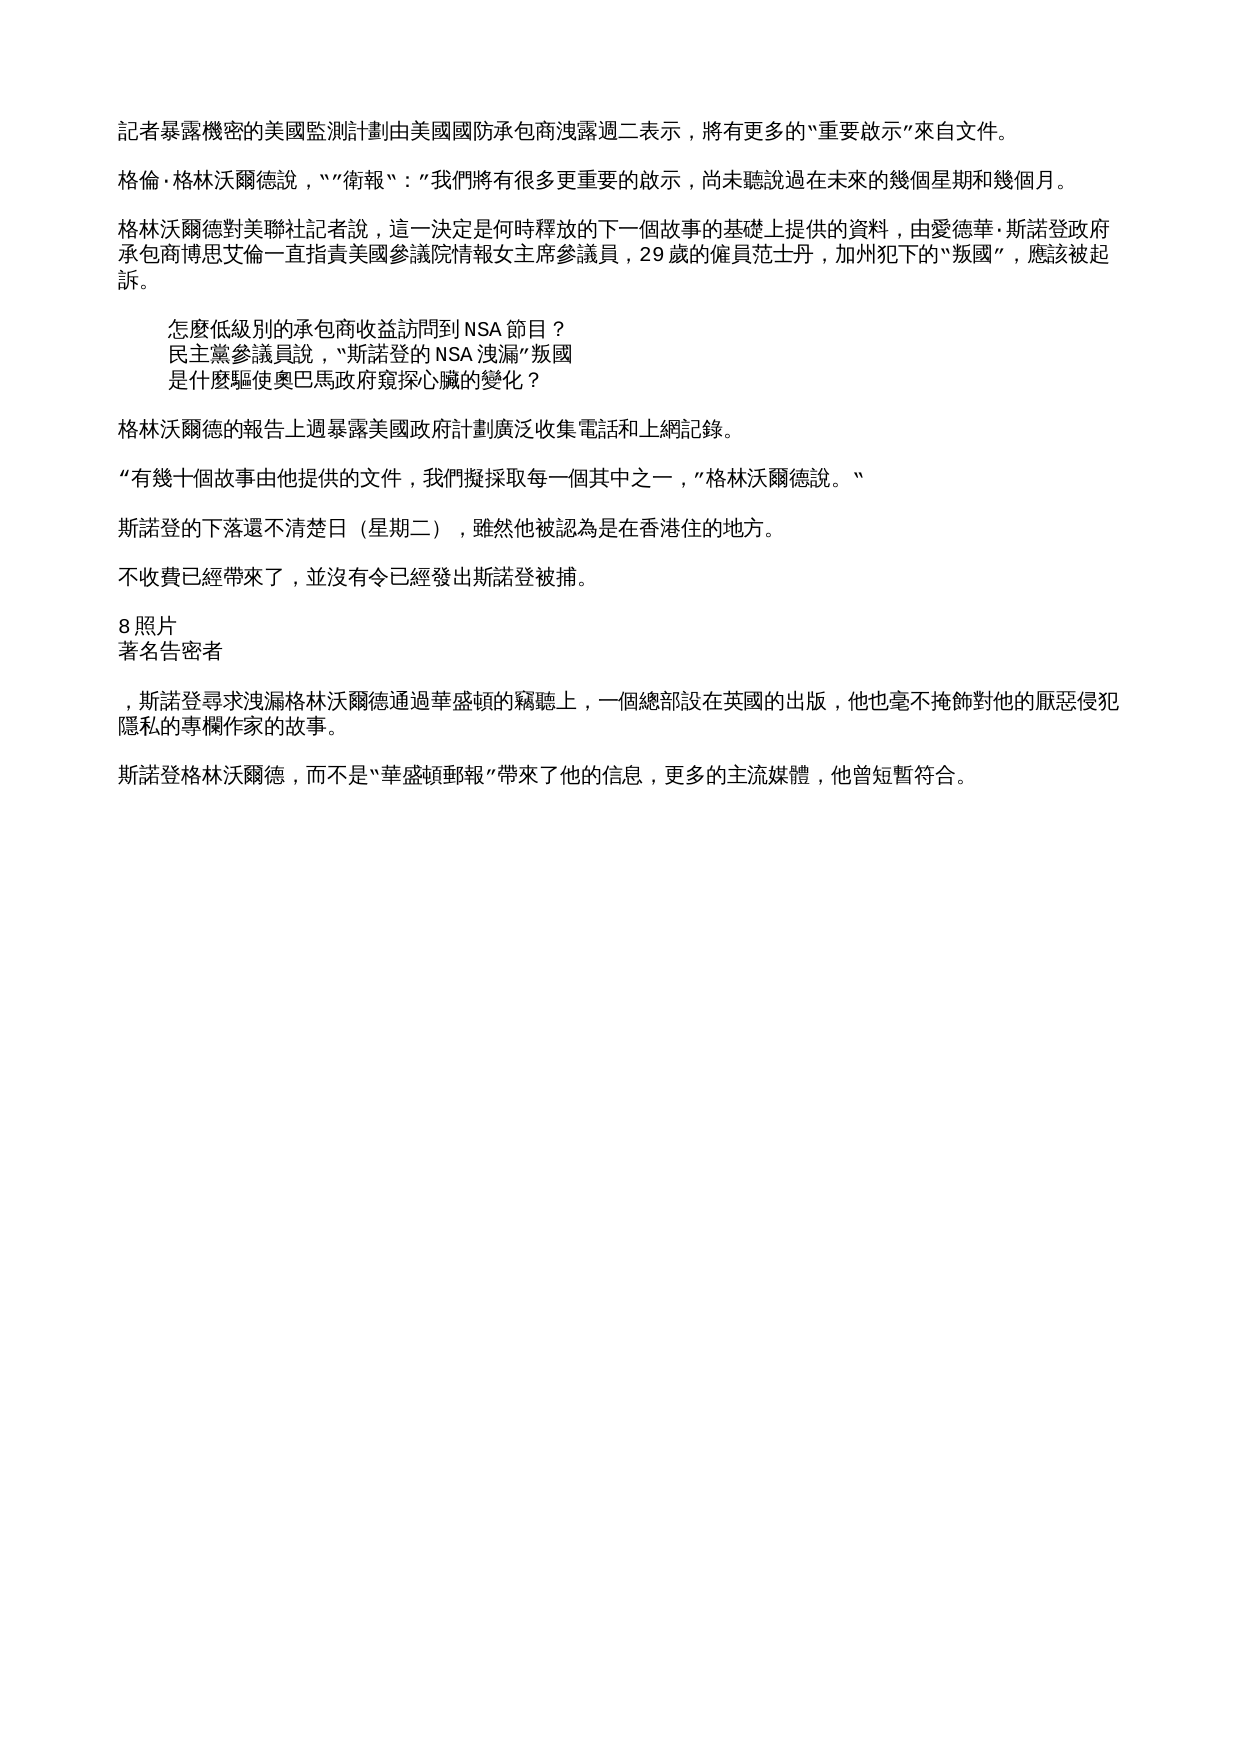 記者暴露機密的美國監測計劃由美國國防承包商洩露週二表示，將有更多的“重要啟示”來自文件。
格倫·格林沃爾德說，“”衛報“：”我們將有很多更重要的啟示，尚未聽說過在未來的幾個星期和幾個月。
格林沃爾德對美聯社記者說，這一決定是何時釋放的下一個故事的基礎上提供的資料，由愛德華·斯諾登政府
承包商博思艾倫一直指責美國參議院情報女主席參議員，29歲的僱員范士丹，加州犯下的“叛國”，應該被起
訴。
怎麼低級別的承包商收益訪問到NSA節目？
民主黨參議員說，“斯諾登的NSA洩漏”叛國
是什麼驅使奧巴馬政府窺探心臟的變化？
格林沃爾德的報告上週暴露美國政府計劃廣泛收集電話和上網記錄。
“有幾十個故事由他提供的文件，我們擬採取每一個其中之一，”格林沃爾德說。“
斯諾登的下落還不清楚日（星期二），雖然他被認為是在香港住的地方。
不收費已經帶來了，並沒有令已經發出斯諾登被捕。
8照片
著名告密者
，斯諾登尋求洩漏格林沃爾德通過華盛頓的竊聽上，一個總部設在英國的出版，他也毫不掩飾對他的厭惡侵犯
隱私的專欄作家的故事。
斯諾登格林沃爾德，而不是“華盛頓郵報”帶來了他的信息，更多的主流媒體，他曾短暫符合。